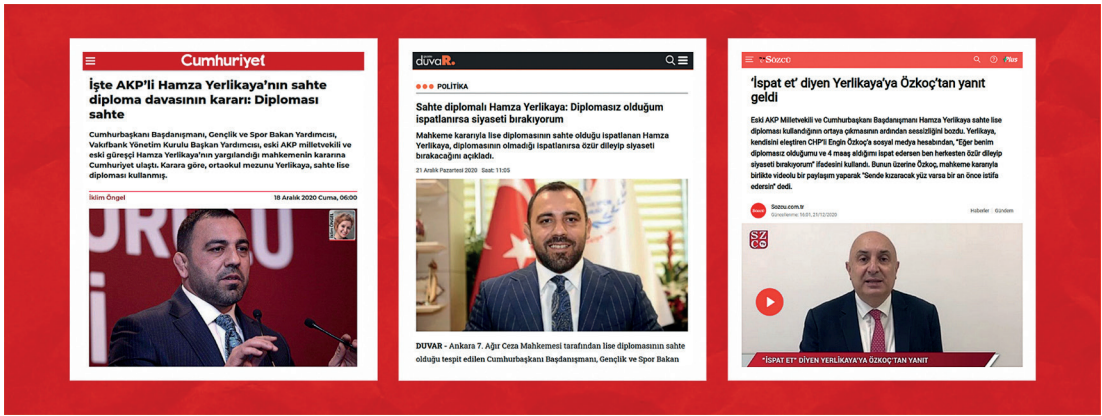 Cumhuriyet
İşte AKP'li Hamza Yerlikaya'nın sahte
diploma davasının kararı: Diploması
sahte
Cumhurbaşkanı Başdanışmanı, Gençlik ve Spor Bakan Yardımcısı,
Vakıfbank Yönetim Kurulu Başkan Yardımcısı, eski AKP milletvekili ve
eski güreşçi Hamza Yerlikaya'nın yargılandığı mahkemenin kararına
Cumhuriyet ulaştı. Karara göre, ortaokul mezunu Yerlikaya, sahte lise
diploması kullanmış.
İklim Öngel
18 Aralık 2020 Cuma, 06:00
duvaR.
POLİTİKA
Sahte diplomalı Hamza Yerlikaya: Diplomasız olduğum
ispatlanırsa siyaseti bırakıyorum
Mahkeme kararıyla lise diplomasının sahte olduğu ispatlanan Hamza
Yerlikaya, diplomasının olmadığı ispatlanırsa özür dileyip siyaseti
bırakacağını açıkladı.
21 Aralık Pazartesi 2020 Saat: 11:05
DUVAR - Ankara 7. Ağır Ceza Mahkemesi tarafından lise diplomasının sahte
olduğu tespit edilen Cumhurbaşkanı Başdanışmanı, Gençlik ve Spor Bakan
SÖZCÜ
Plus
'İspat et' diyen Yerlikaya'ya Özkoç'tan yanıt
geldi
Eski AKP Milletvekili ve Cumhurbaşkanı Başdanışmanı Hamza Yerlikaya sahte lise
diploması kullandığının ortaya çıkmasının ardından sessizliğini bozdu. Yerlikaya,
kendisini eleştiren CHP'li Engin Özkoç'a sosyal medya hesabından, "Eğer benim
diplomasız olduğumu ve 4 maaş aldığımı ispat edersen ben herkesten özür dileyip
siyaseti bırakıyorum" ifadesini kullandı. Bunun üzerine Özkoç, mahkeme kararıyla
birlikte videolu bir paylaşım yaparak "Sende kızaracak yüz varsa bir an önce istifa
edersin" dedi.
Sozcu.com.tr
Haberler
Gündem
SZC
"İSPAT ET" DİYEN YERLİKAYA'YA ÖZKOÇ'TAN YANIT